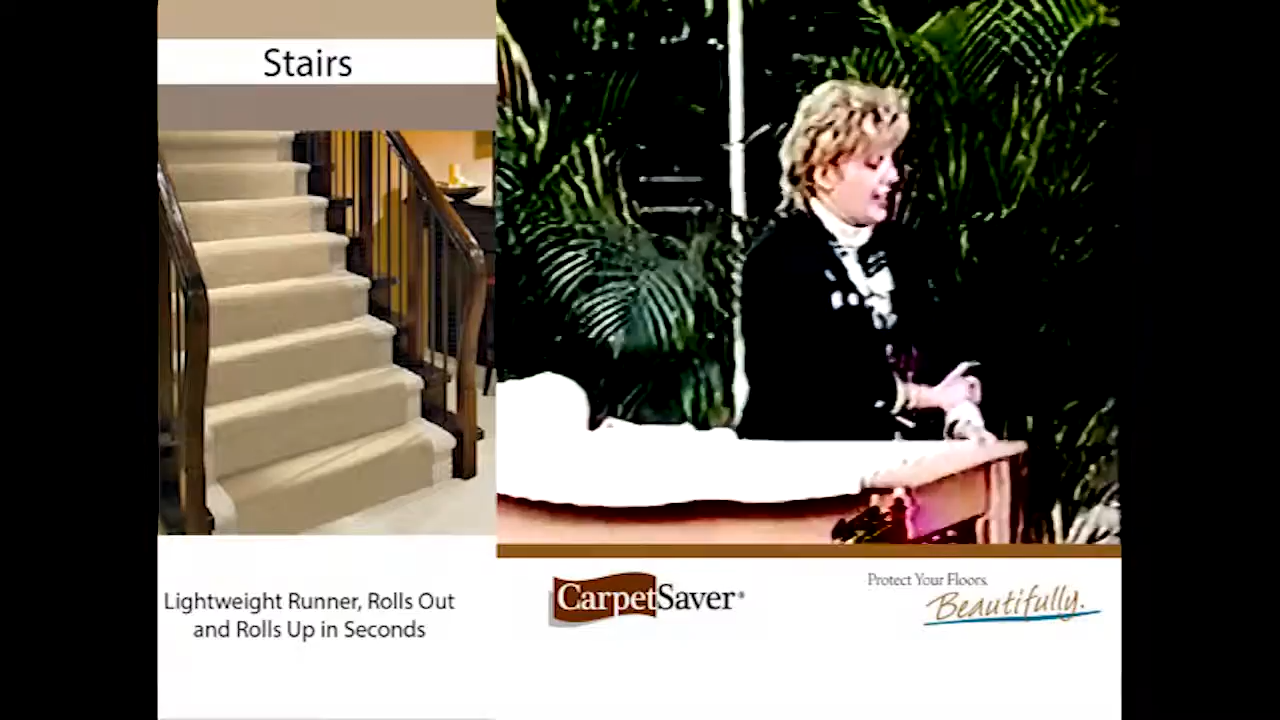 Stairs
Lightweight Runner, Rolls Out
and Rolls Up in Seconds
CarpetSaver®
Protect Your Floors.
Beautifully.